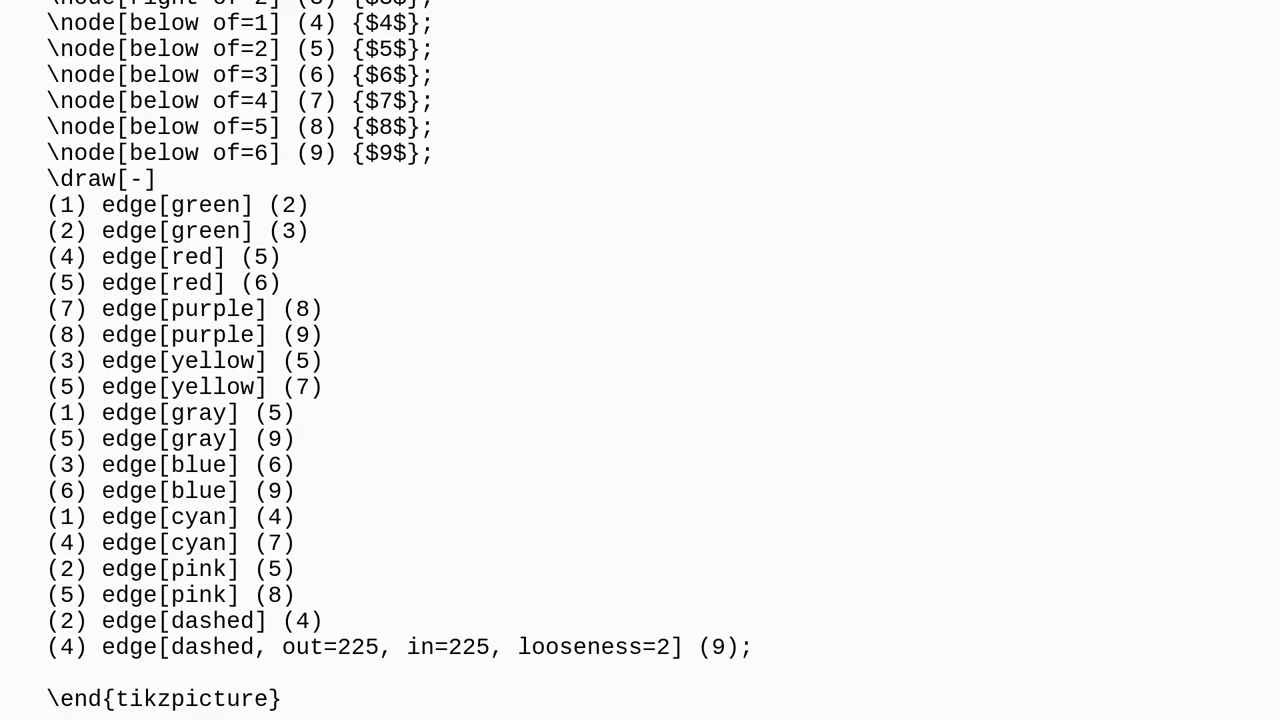 \node[right of=2] (3) {$3$};
\node[below of=1] (4) {$4$};
\node[below of=2] (5) {$5$};
\node[below of=3] (6) {$6$};
\node[below of=4] (7) {$7$};
\node[below of=5] (8) {$8$};
\node[below of=6] (9) {$9$};
\draw[-]
(1) edge[green] (2)
(2) edge[green] (3)
(4) edge[red] (5)
(5) edge[red] (6)
(7) edge[purple] (8)
(8) edge[purple] (9)
(3) edge[yellow] (5)
(5) edge[yellow] (7)
(1) edge[gray] (5)
(5) edge[gray] (9)
(3) edge[blue] (6)
(6) edge[blue] (9)
(1) edge[cyan] (4)
(4) edge[cyan] (7)
(2) edge[pink] (5)
(5) edge[pink] (8)
(2) edge[dashed] (4)
(4) edge[dashed, out=225, in=225, looseness=2] (9);
\end{tikzpicture}